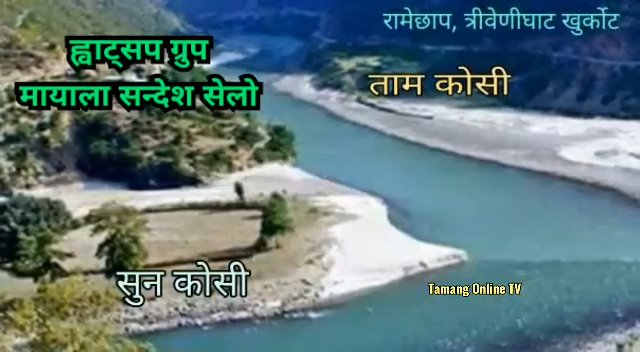 रामेछाप, त्रीवेणीघाट खुर्कोट
ह्वाट्सप ग्रुप
मायाला सन्देश सेलो
ताम कोसी
सुन कोसी
Tamang Online TV